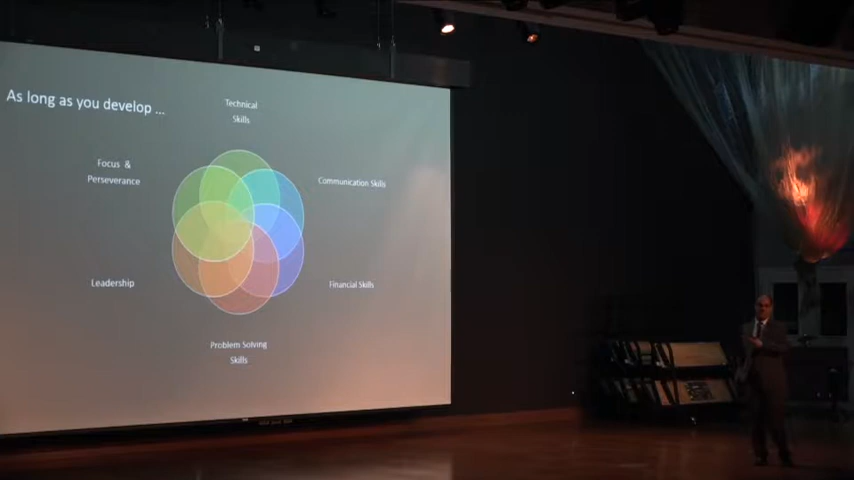 As long as you develop ...
Technical
Skills
Focus &
Perseverance
Communication Skills
Leadership
Financial Skills
Problem Solving
Skills